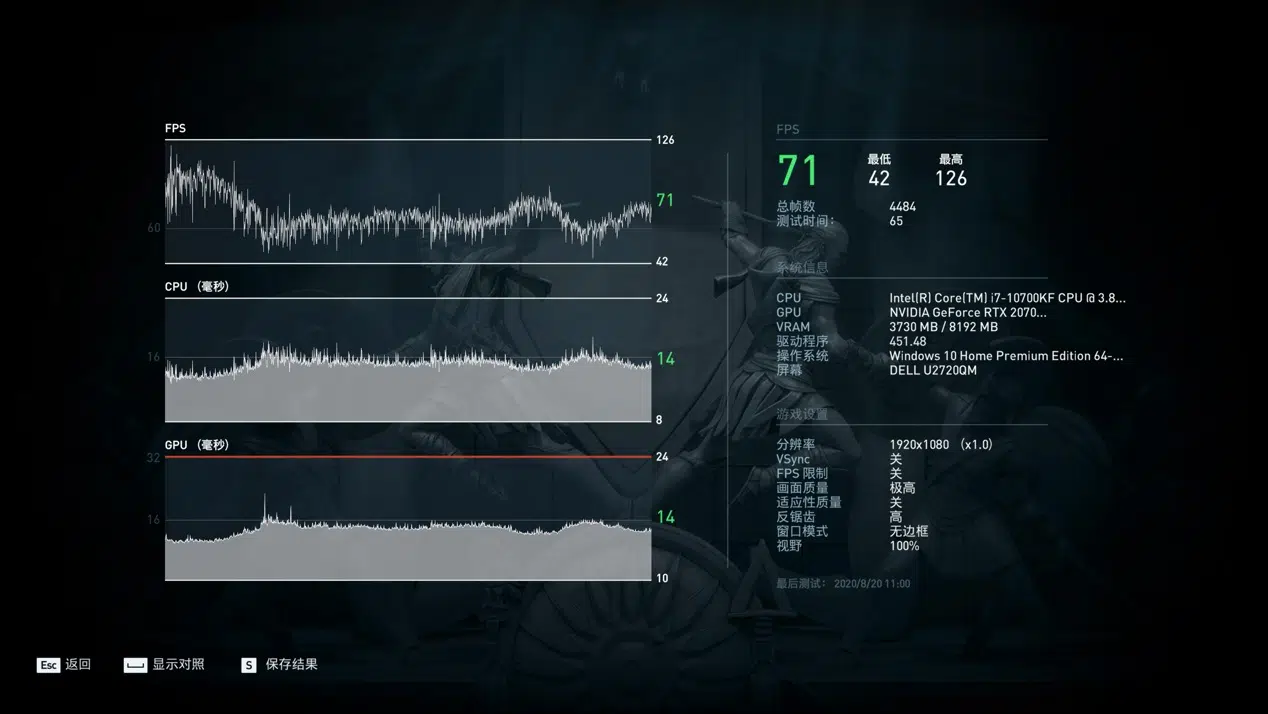 FPS
126
71
60
42
CPU （毫秒）
24
16
14
8
GPU （毫秒）
32
24
16
14
10
FPS
71
最低
42
最高
126
总帧数 4484
测试时间： 65
系统信息
CPU Intel(R) Core(TM) i7-10700KF CPU @ 3.8...
GPU NVIDIA GeForce RTX 2070...
VRAM 3730 MB / 8192 MB
驱动程序 451.48
操作系统 Windows 10 Home Premium Edition 64-...
屏幕 DELL U2720QM
游戏设置
分辨率 1920x1080 （x1.0）
VSync 关
FPS 限制 关
画面质量 极高
适应性质量 关
反锯齿 高
窗口模式 无边框
视野 100%
最后测试： 2020/8/20 11:00
Esc 返回 显示对照 S 保存结果